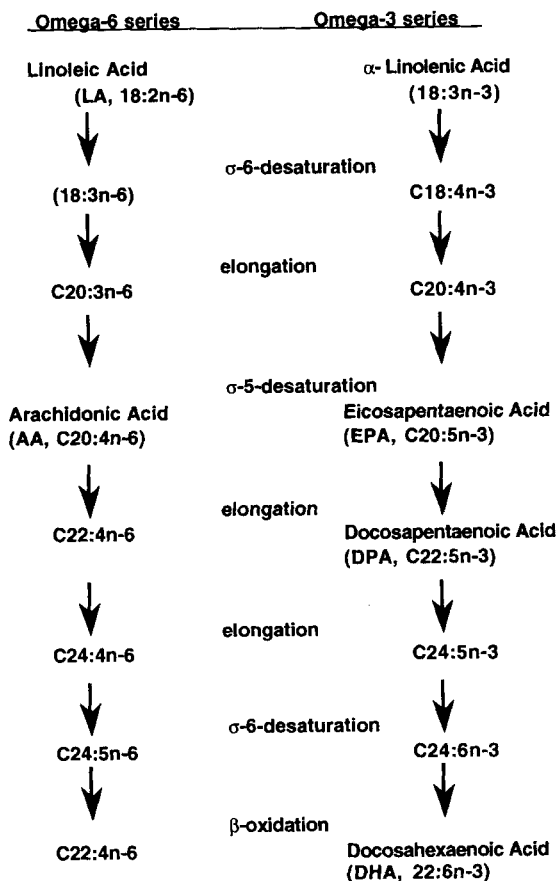 Omega-6 series
Omega-3 series
Linoleic Acid
(LA, 18:2n-6)
α- Linolenic Acid
(18:3n-3)
σ-6-desaturation
(18:3n-6)
C18:4n-3
elongation
C20:3n-6
C20:4n-3
σ-5-desaturation
Arachidonic Acid
(AA, C20:4n-6)
Eicosapentaenoic Acid
(EPA, C20:5n-3)
elongation
C22:4n-6
Docosapentaenoic Acid
(DPA, C22:5n-3)
elongation
C24:4n-6
C24:5n-3
σ-6-desaturation
C24:5n-6
C24:6n-3
β-oxidation
C22:4n-6
Docosahexaenoic Acid
(DHA, 22:6n-3)